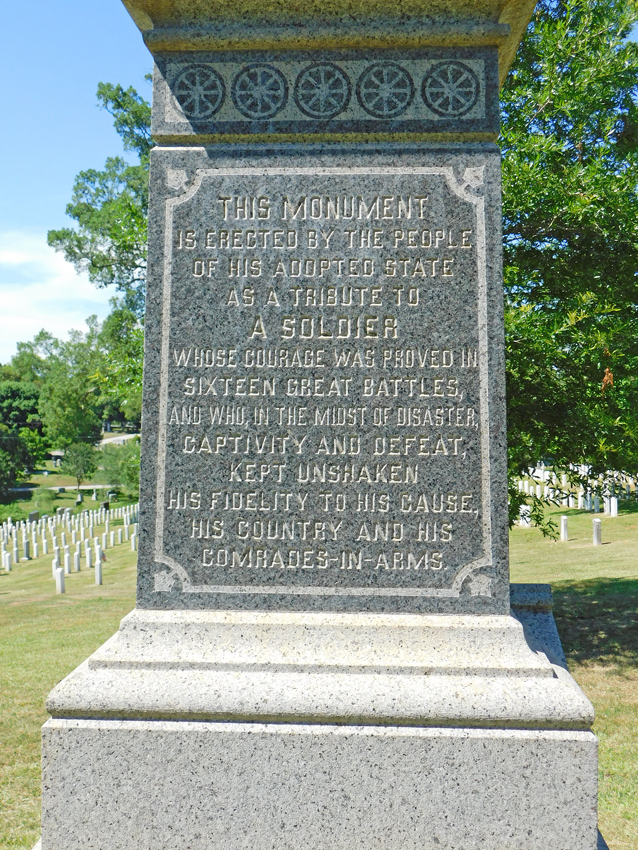 THIS MONUMENT
IS ERECTED BY THE PEOPLE
OF HIS ADOPTED STATE
AS A TRIBUTE TO
A SOLDIER
WHOSE COURAGE WAS PROVED IN
SIXTEEN GREAT BATTLES,
AND WHO, IN THE MIDST OF DISASTER,
CAPTIVITY AND DEFEAT,
KEPT UNSHAKEN
HIS FIDELITY TO HIS CAUSE,
HIS COUNTRY AND HIS
COMRADES-IN-ARMS.